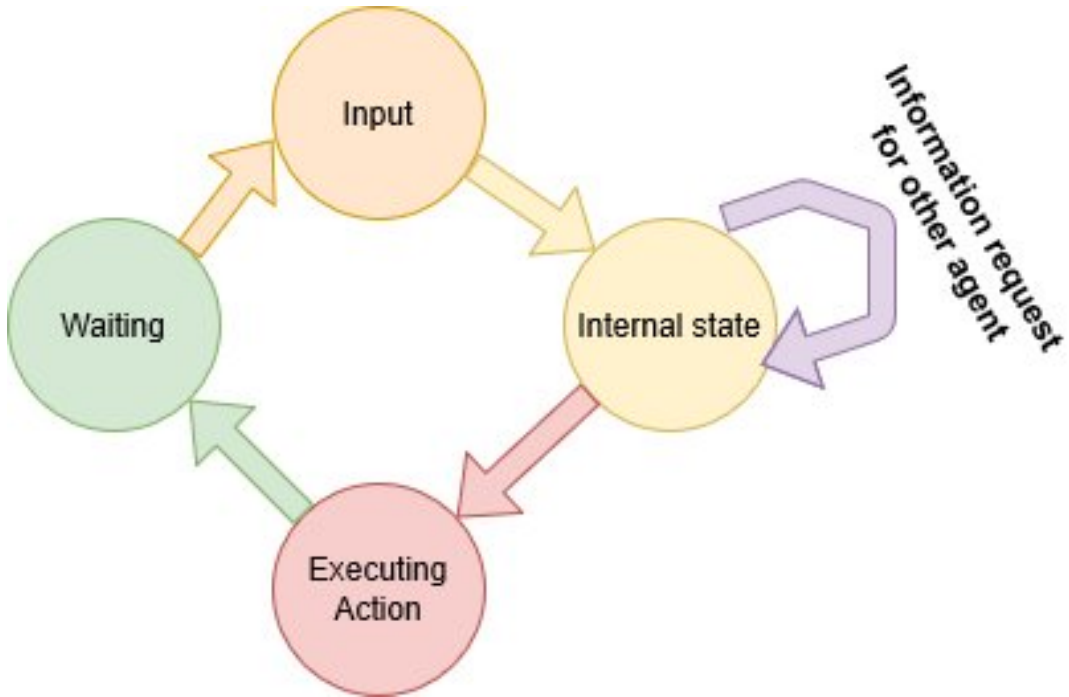 Input
Information request
for other agent
Waiting
Internal state
Executing
Action